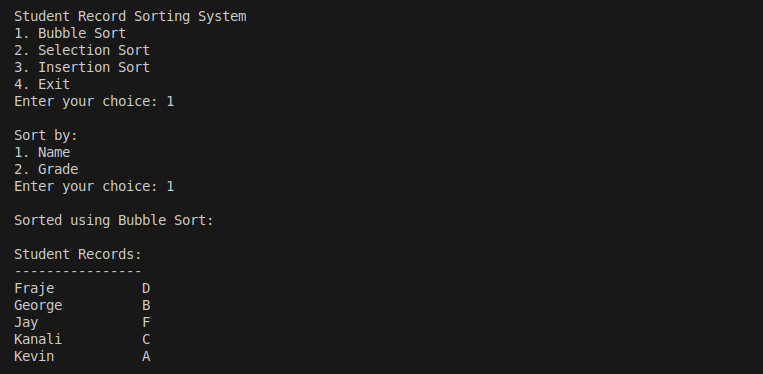 Student Record Sorting System
1. Bubble Sort
2. Selection Sort
3. Insertion Sort
4. Exit
Enter your choice: 1
Sort by:
1. Name
2. Grade
Enter your choice: 1
Sorted using Bubble Sort:
Student Records:
----------------
Fraje           D
George          B
Jay             F
Kanali          C
Kevin           A